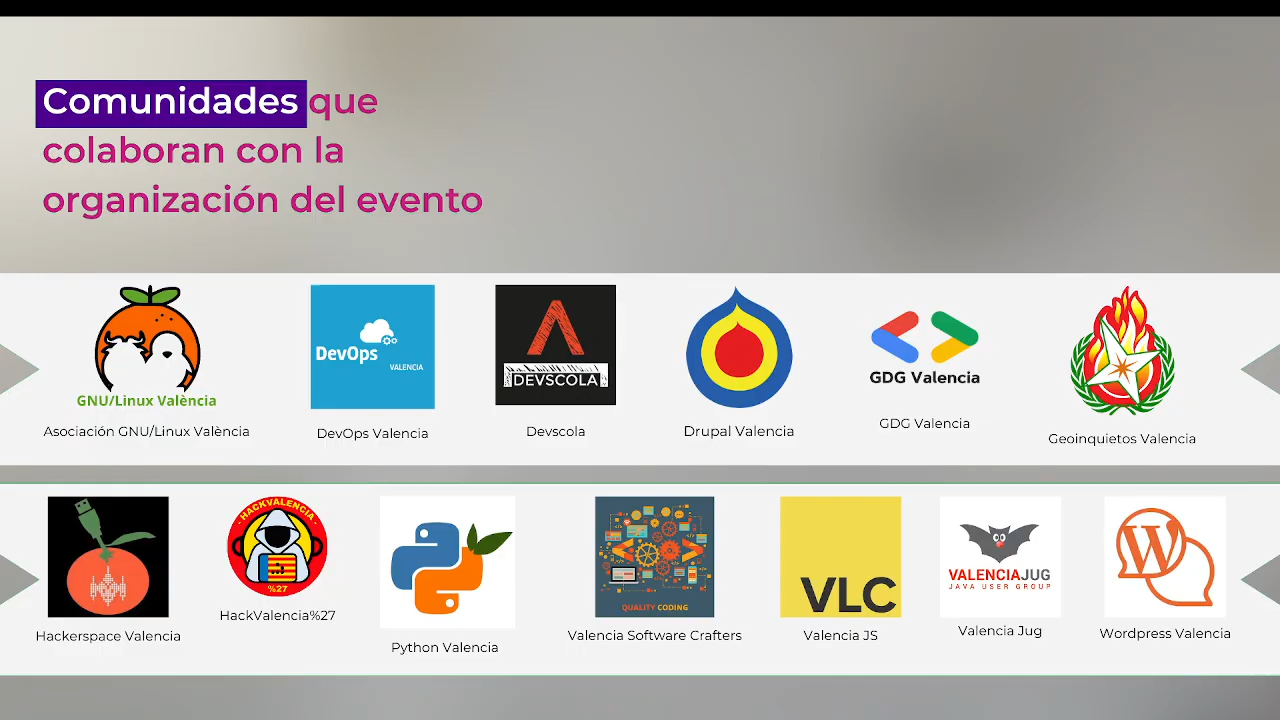 Comunidades que
colaboran con la
organización del evento
GNU/Linux València
Asociación GNU/Linux València
DevOps
VALENCIA
DevOps Valencia
DEVSCOLA
Devscola
Drupal Valencia
GDG Valencia
GDG Valencia
Geoinquietos Valencia
Hackerspace Valencia
·HACKVALENCIA·
%27
HackValencia%27
Python Valencia
QUALITY CODING
Valencia Software Crafters
VLC
Valencia JS
VALENCIAJUG
JAVA USER GROUP
Valencia Jug
Wordpress Valencia